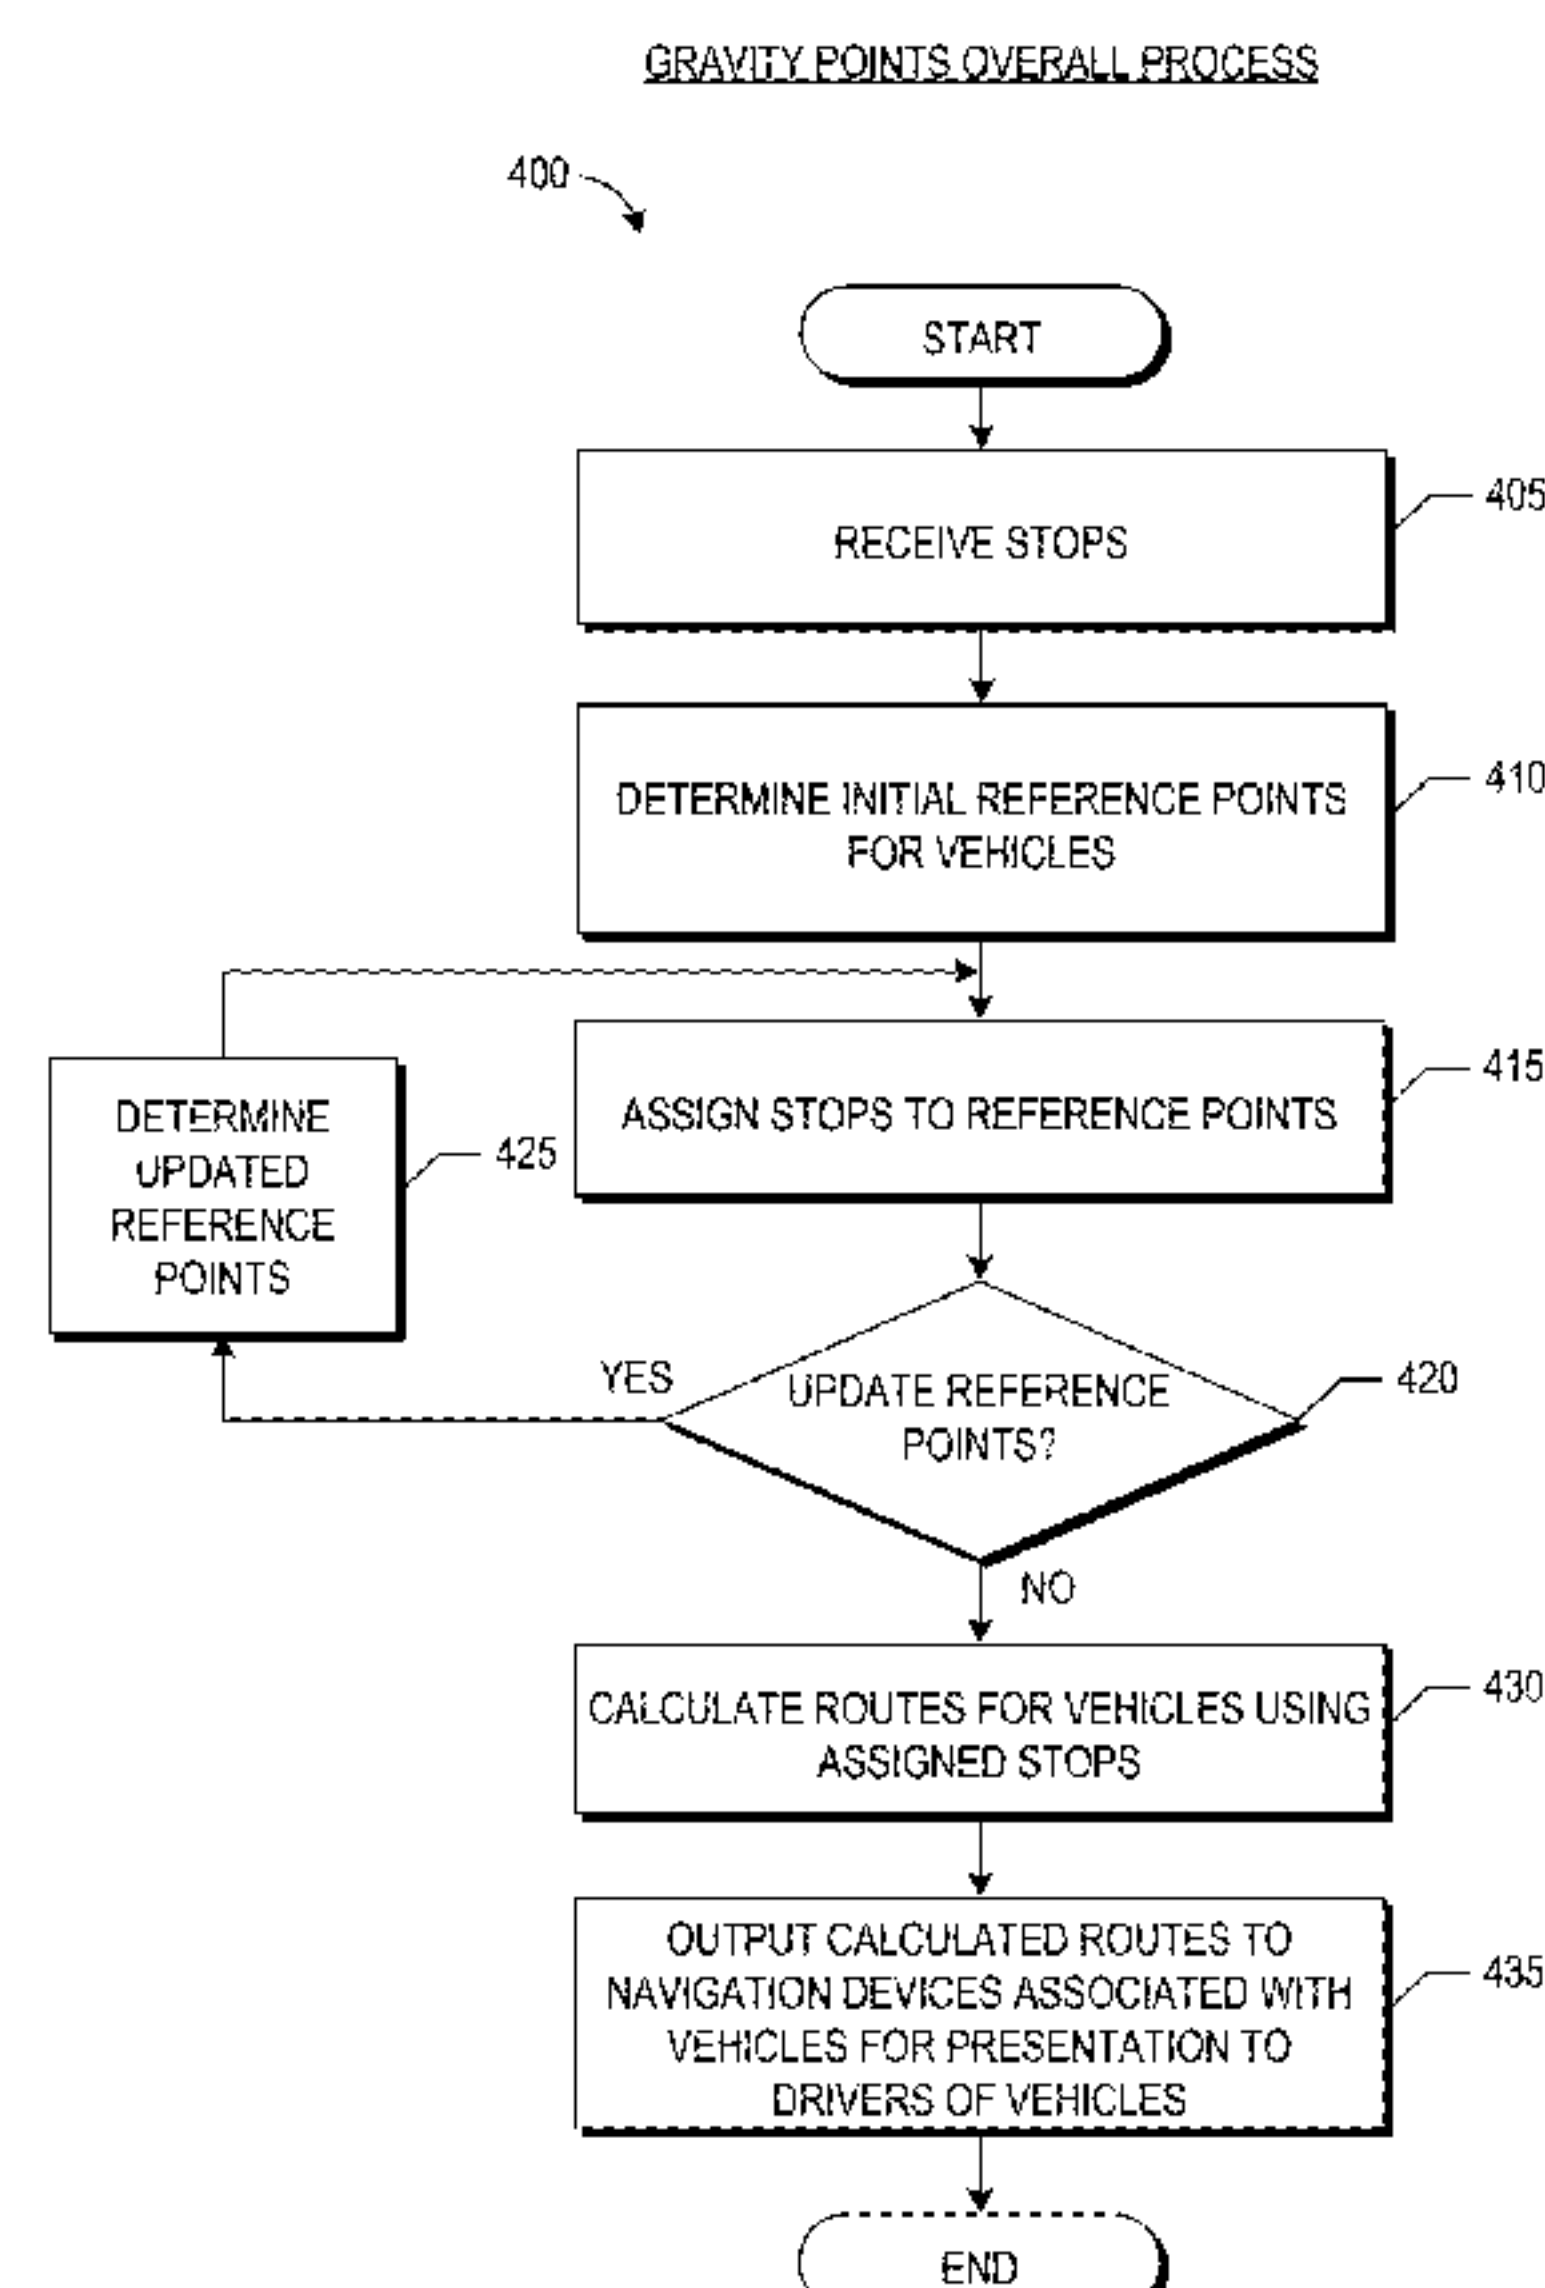 GRAVITY POINTS OVERALL PROCESS
400
START
RECEIVE STOPS
405
DETERMINE INITIAL REFERENCE POINTS
FOR VEHICLES
410
ASSIGN STOPS TO REFERENCE POINTS
415
DETERMINE
UPDATED
REFERENCE
POINTS
425
YES
UPDATE REFERENCE
POINTS?
420
NO
CALCULATE ROUTES FOR VEHICLES USING
ASSIGNED STOPS
430
OUTPUT CALCULATED ROUTES TO
NAVIGATION DEVICES ASSOCIATED WITH
VEHICLES FOR PRESENTATION TO
DRIVERS OF VEHICLES
435
END